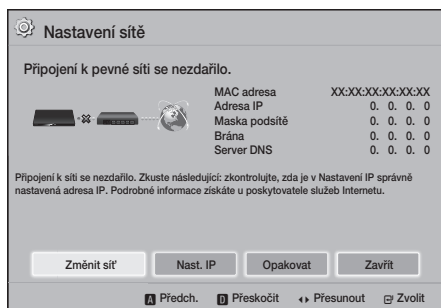 Nastavení sítě
Připojení k pevné síti se nezdařilo.
MAC adresa XX:XX:XX:XX:XX:XX
Adresa IP 0. 0. 0. 0
Maska podsítě 0. 0. 0. 0
Brána 0. 0. 0. 0
Server DNS 0. 0. 0. 0
Připojení k síti se nezdařilo. Zkuste následující: zkontrolujte, zda je v Nastavení IP správně
nastavená adresa IP. Podrobné informace získáte u poskytovatele služeb Internetu.
Změnit síť Nast. IP Opakovat Zavřít
A Předch. D Přeskočit Přesunout Zvolit